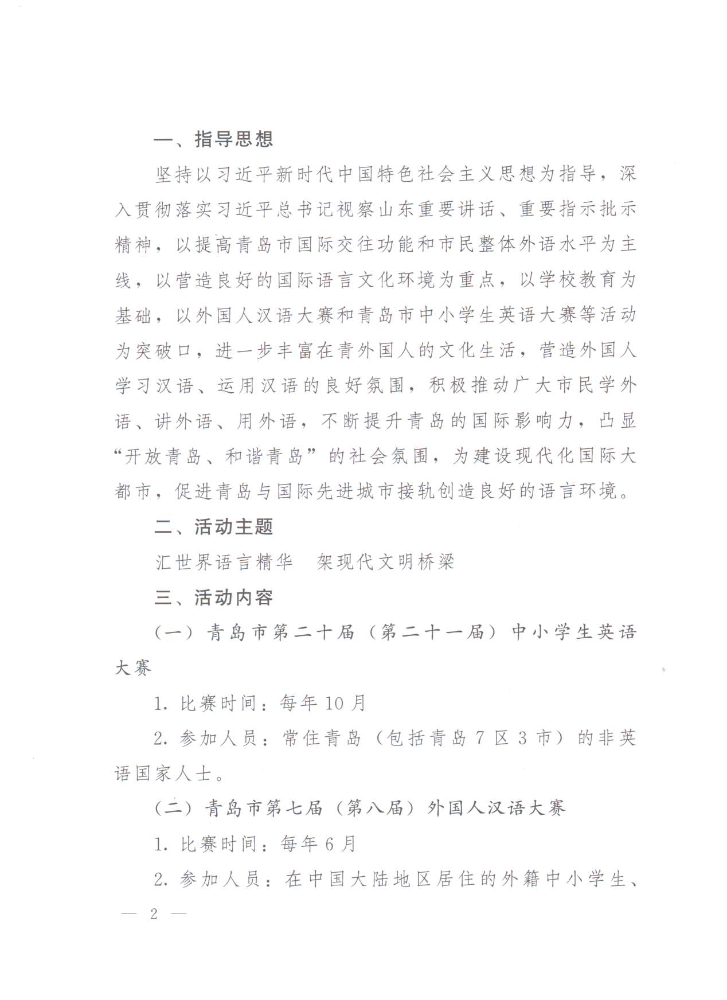 一、指导思想
坚持以习近平新时代中国特色社会主义思想为指导，深
入贯彻落实习近平总书记视察山东重要讲话、重要指示批示
精神，以提高青岛市国际交往功能和市民整体外语水平为主
线，以营造良好的国际语言文化环境为重点，以学校教育为
基础，以外国人汉语大赛和青岛市中小学生英语大赛等活动
为突破口，进一步丰富在青外国人的文化生活，营造外国人
学习汉语、运用汉语的良好氛围，积极推动广大市民学外
语、讲外语、用外语，不断提升青岛的国际影响力，凸显
“开放青岛、和谐青岛”的社会氛围，为建设现代化国际大
都市，促进青岛与国际先进城市接轨创造良好的语言环境。
二、活动主题
汇世界语言精华　架现代文明桥梁
三、活动内容
（一）青岛市第二十届（第二十一届）中小学生英语
大赛
1. 比赛时间：每年 10 月
2. 参加人员：常住青岛（包括青岛 7 区 3 市）的非英
语国家人士。
（二）青岛市第七届（第八届）外国人汉语大赛
1. 比赛时间：每年 6 月
2. 参加人员：在中国大陆地区居住的外籍中小学生、
— 2 —